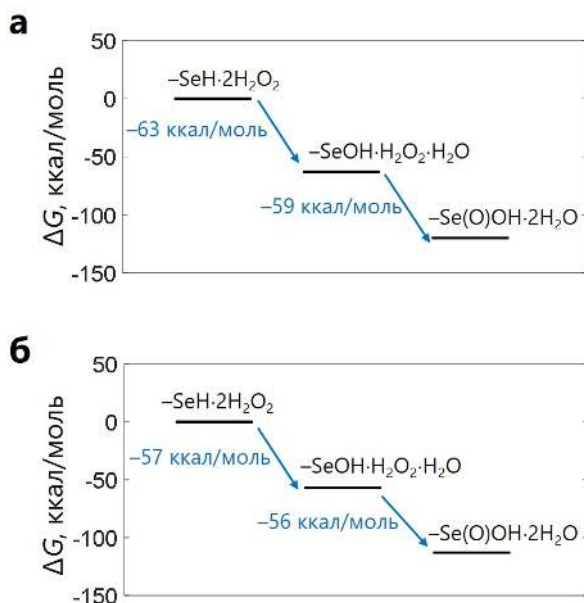 а
50
–SeH·2H₂O₂
0
–63 ккал/моль
–SeOH·H₂O₂·H₂O
-50
–59 ккал/моль
–Se(O)OH·2H₂O
-100
-150
ΔG, ккал/моль
б
50
–SeH·2H₂O₂
0
–57 ккал/моль
–SeOH·H₂O₂·H₂O
-50
–56 ккал/моль
–Se(O)OH·2H₂O
-100
-150
ΔG, ккал/моль